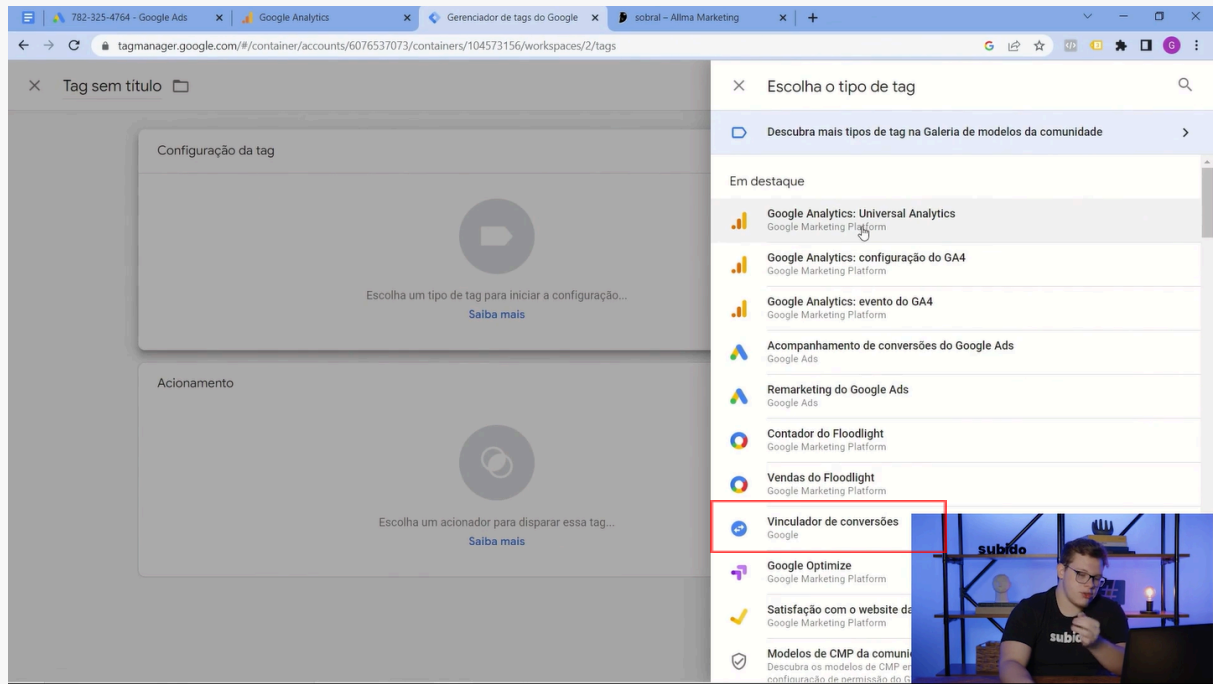 782-325-4764 - Google Ads
Google Analytics
Gerenciador de tags do Google
sobral – Allma Marketing
tagmanager.google.com/#/container/accounts/6076537073/containers/104573156/workspaces/2/tags
G
Tag sem título
Escolha o tipo de tag
Descubra mais tipos de tag na Galeria de modelos da comunidade
Configuração da tag
Em destaque
Google Analytics: Universal Analytics
Google Marketing Platform
Google Analytics: configuração do GA4
Google Marketing Platform
Escolha um tipo de tag para iniciar a configuração...
Saiba mais
Google Analytics: evento do GA4
Google Marketing Platform
Acompanhamento de conversões do Google Ads
Google Ads
Acionamento
Remarketing do Google Ads
Google Ads
Contador do Floodlight
Google Marketing Platform
Vendas do Floodlight
Google Marketing Platform
Escolha um acionador para disparar essa tag...
Saiba mais
Vinculador de conversões
Google
Google Optimize
Google Marketing Platform
Satisfação com o website da
Google Marketing Platform
Modelos de CMP da comuni
Descubra os modelos de CMP
configuração de permissão do G
subido
#
subido